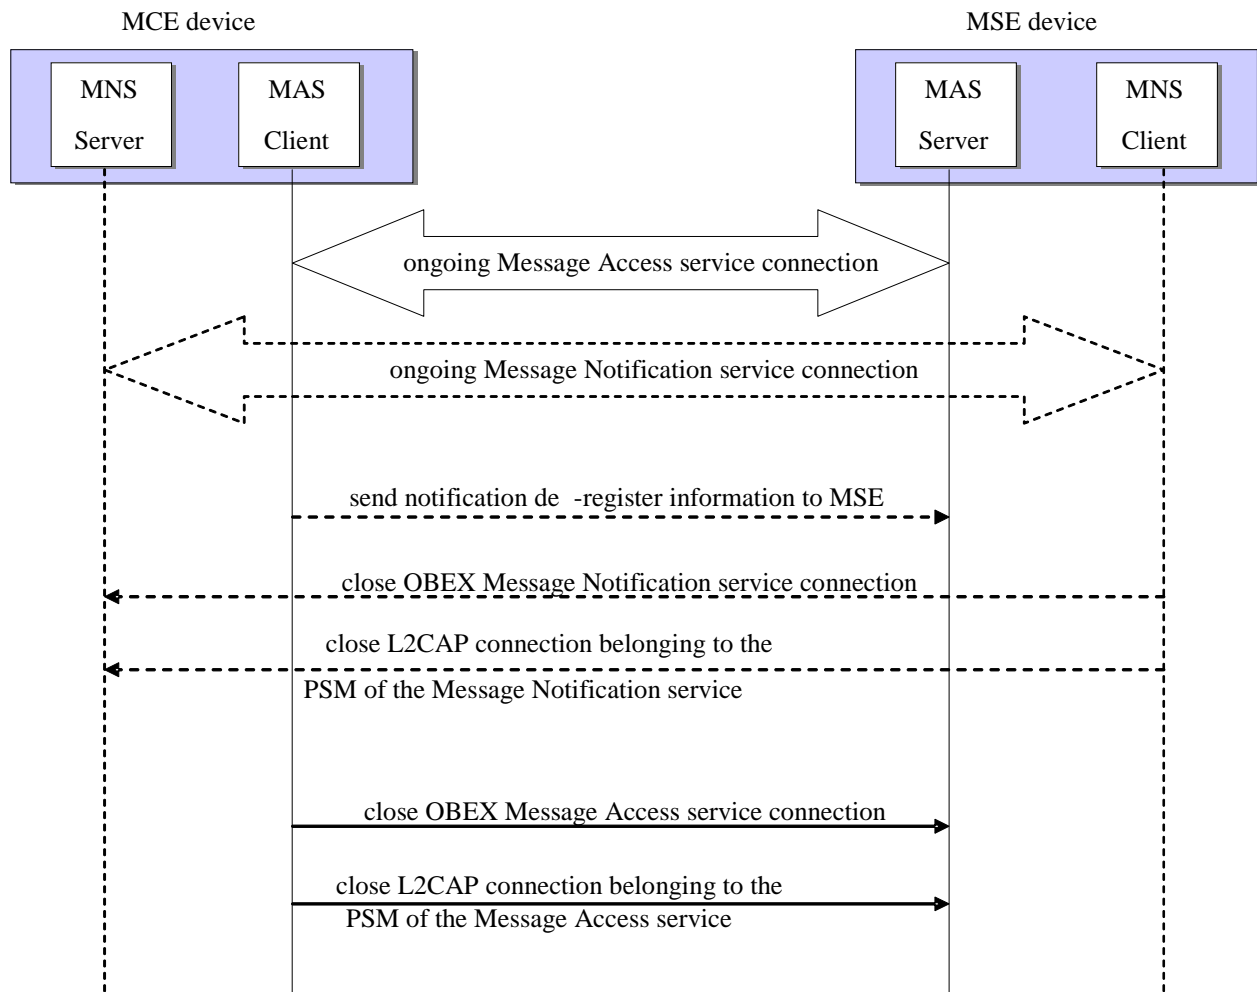 MCE device
MSE device
MNS
Server
MAS
Client
MAS
Server
MNS
Client
ongoing Message Access service connection
ongoing Message Notification service connection
send notification de -register information to MSE
close OBEX Message Notification service connection
close L2CAP connection belonging to the
PSM of the Message Notification service
close OBEX Message Access service connection
close L2CAP connection belonging to the
PSM of the Message Access service